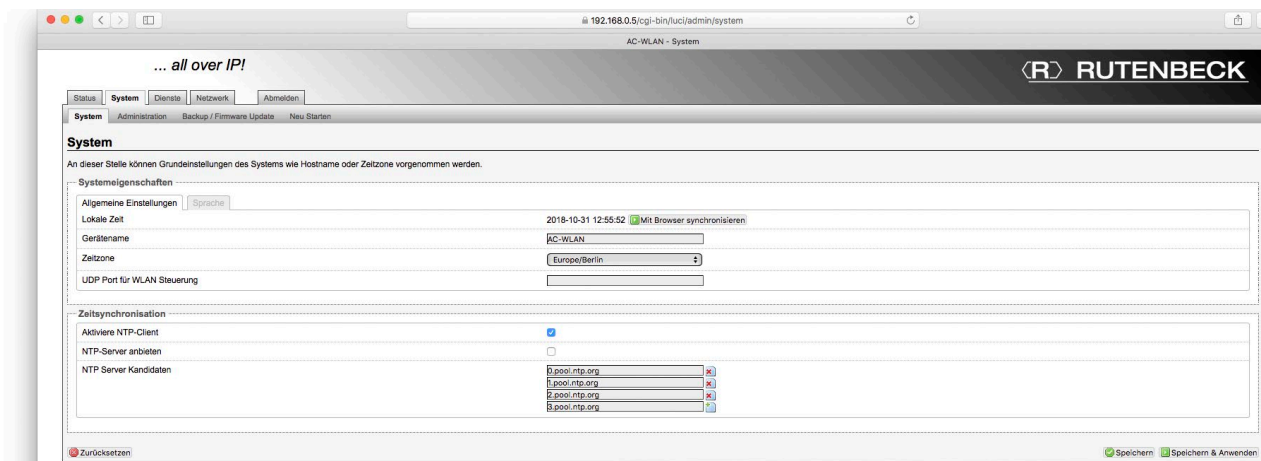 192.168.0.5/cgi-bin/luci/admin/system
AC-WLAN - System
... all over IP!
⟨R⟩ RUTENBECK
Status System Dienste Netzwerk Abmelden
System Administration Backup / Firmware Update Neu Starten
System
An dieser Stelle können Grundeinstellungen des Systems wie Hostname oder Zeitzone vorgenommen werden.
Systemeigenschaften
Allgemeine Einstellungen Sprache
Lokale Zeit 2018-10-31 12:55:52 Mit Browser synchronisieren
Gerätename AC-WLAN
Zeitzone Europe/Berlin
UDP Port für WLAN Steuerung
Zeitsynchronisation
Aktiviere NTP-Client
NTP-Server anbieten
NTP Server Kandidaten 0.pool.ntp.org
1.pool.ntp.org
2.pool.ntp.org
3.pool.ntp.org
Zurücksetzen Speichern Speichern & Anwenden